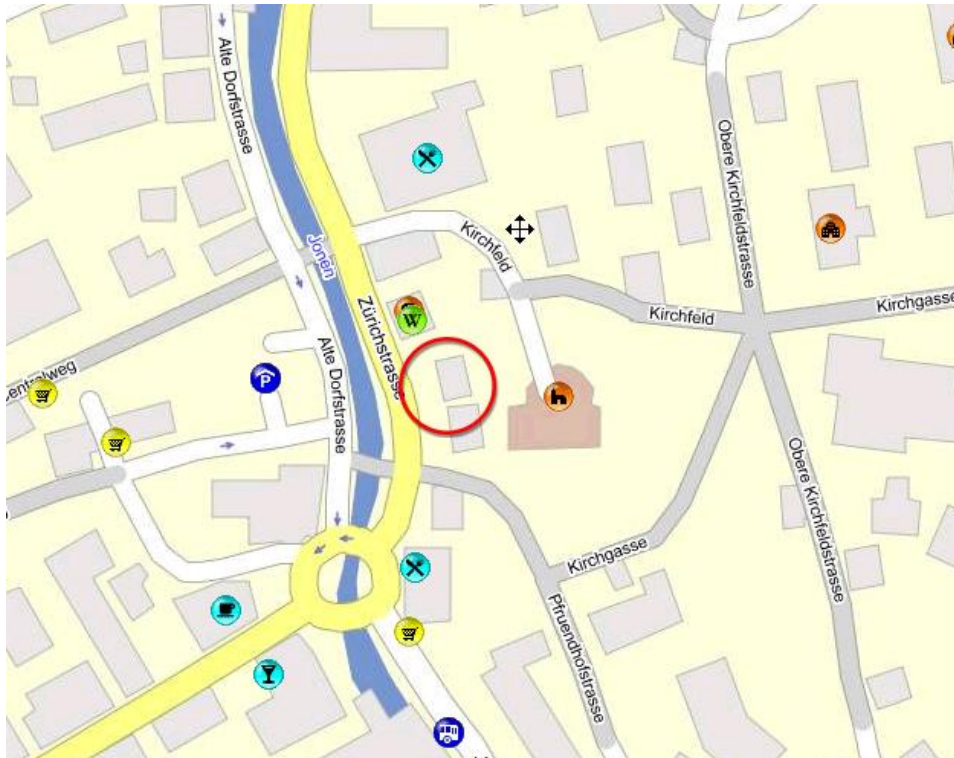 Alte Dorfstrasse
Jonen
Kirchfeld
Obere Kirchfeldstrasse
Zürichstrasse
Kirchfeld
Kirchgasse
W
Alte Dorfstrasse
P
Obere Kirchfeldstrasse
Kirchgasse
Pfruendhofstrasse